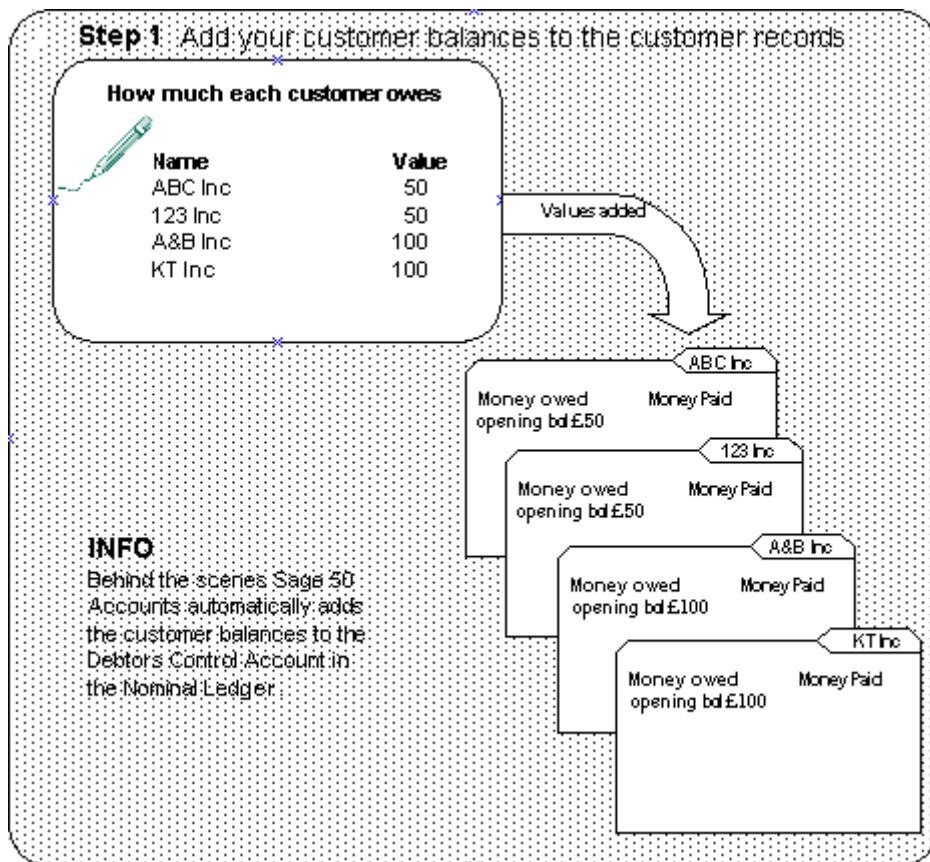 Step 1 Add your customer balances to the customer records
How much each customer owes
Name Value
ABC Inc 50
123 Inc 50
A&B Inc 100
KT Inc 100
Values added
ABC Inc
Money owed Money Paid
opening bal £50
123 Inc
Money owed Money Paid
opening bal £50
A&B Inc
Money owed Money Paid
opening bal £100
KT Inc
Money owed Money Paid
opening bal £100
INFO
Behind the scenes Sage 50
Accounts automatically adds
the customer balances to the
Debtors Control Account in
the Nominal Ledger